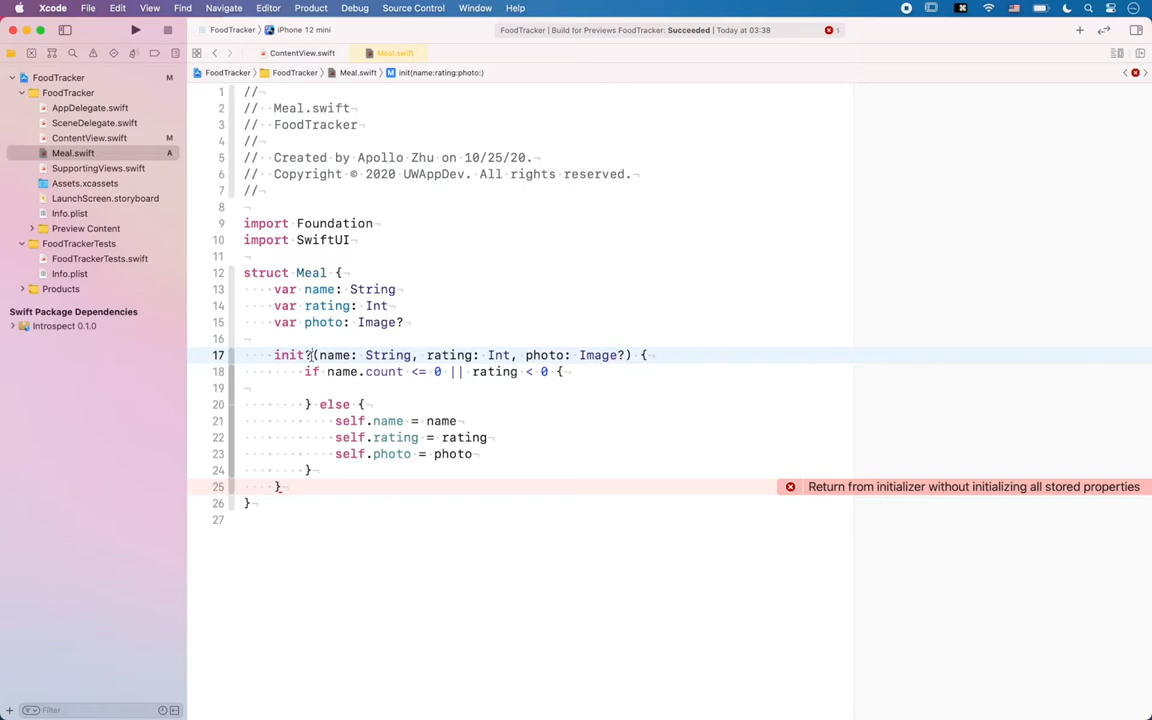 Xcode File Edit View Find Navigate Editor Product Debug Source Control Window Help
FoodTracker iPhone 12 mini
FoodTracker | Build for Previews FoodTracker: Succeeded | Today at 03:38 1
ContentView.swift Meal.swift
FoodTracker FoodTracker Meal.swift M init(name:rating:photo:)
FoodTracker M
FoodTracker
AppDelegate.swift
SceneDelegate.swift
ContentView.swift M
Meal.swift A
SupportingViews.swift
Assets.xcassets
LaunchScreen.storyboard
Info.plist
Preview Content
FoodTrackerTests
FoodTrackerTests.swift
Info.plist
Products
Swift Package Dependencies
Introspect 0.1.0
Filter
1 //
2 // Meal.swift
3 // FoodTracker
4 //
5 // Created by Apollo Zhu on 10/25/20.
6 // Copyright © 2020 UWAppDev. All rights reserved.
7 //
8
9 import Foundation
10 import SwiftUI
11
12 struct Meal {
13 var name: String
14 var rating: Int
15 var photo: Image?
16
17 init?(name: String, rating: Int, photo: Image?) {
18 if name.count <= 0 || rating < 0 {
19
20 } else {
21 self.name = name
22 self.rating = rating
23 self.photo = photo
24 }
25 } Return from initializer without initializing all stored properties
26 }
27